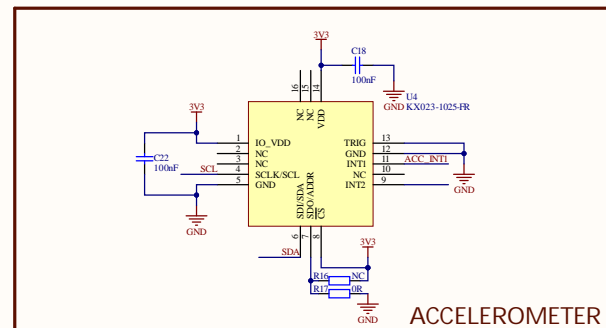 3V3
C18
100nF
GND
U4
KX023-1025-FR
16
15
14
NC
NC
VDD
3V3
C22
100nF
1
IO_VDD
2
NC
3
NC
SCL
4
SCLK/SCL
5
GND
GND
TRIG
13
GND
12
INT1
11
ACC_INT1
NC
10
INT2
9
GND
SDI/SDA
SDO/ADDR
CS
6
7
8
SDA
3V3
R16
NC
R17
0R
GND
ACCELEROMETER